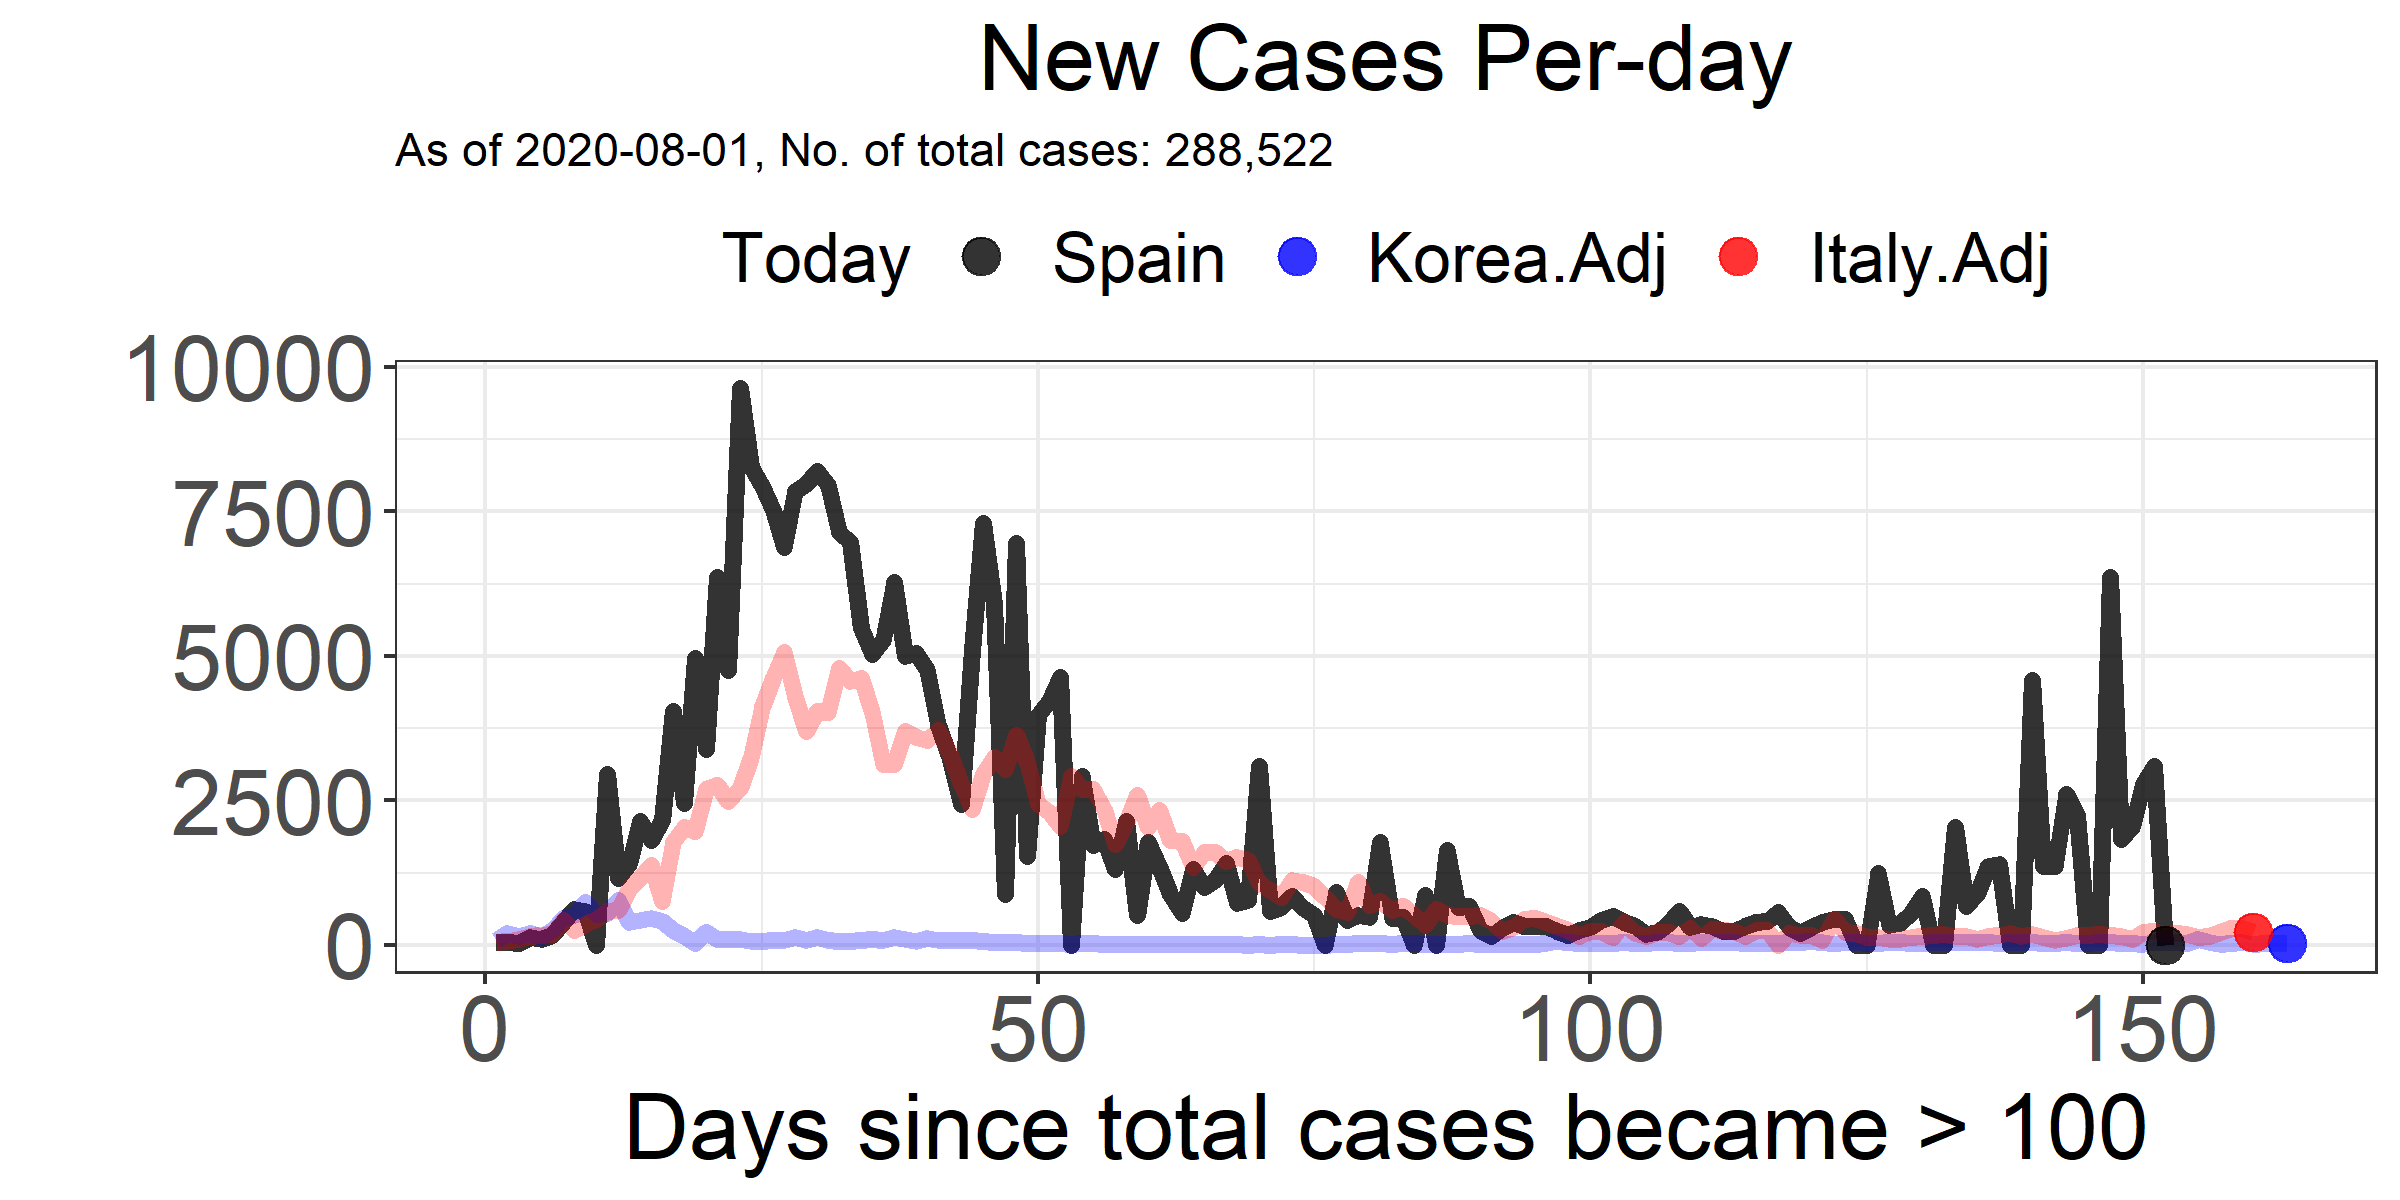 New Cases Per-day
As of 2020-08-01, No. of total cases: 288,522
Today Spain Korea.Adj Italy.Adj
10000
7500
5000
2500
0
0 50 100 150
Days since total cases became > 100